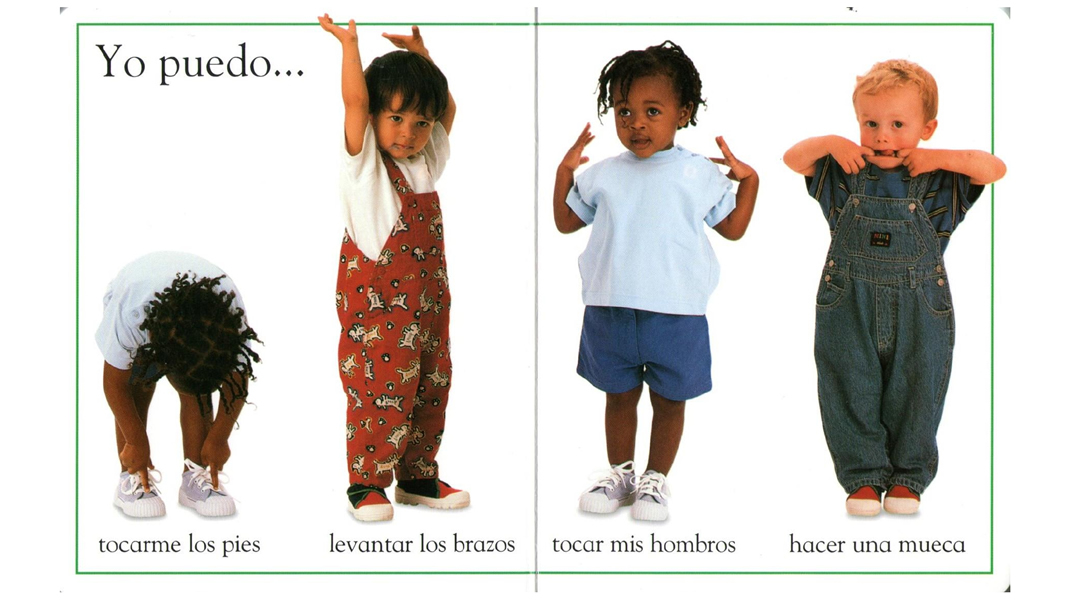 Yo puedo...
tocarme los pies
levantar los brazos
tocar mis hombros
hacer una mueca